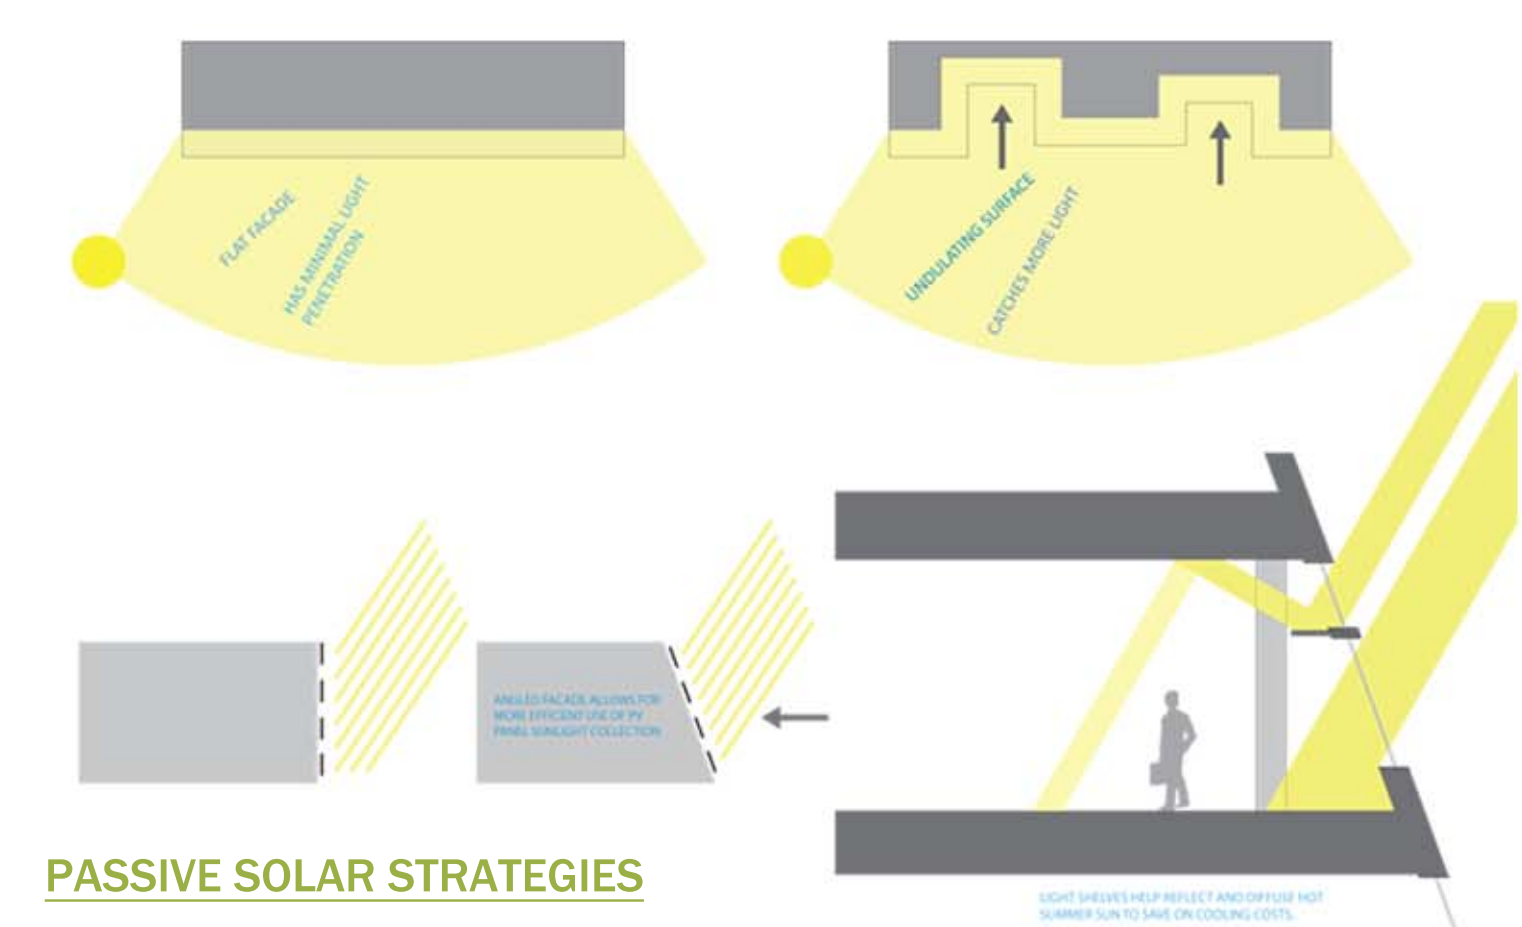 FLAT FACADE
HAS MINIMAL LIGHT
PENETRATION
UNDULATING SURFACE
CATCHES MORE LIGHT
ANGLED FACADE ALLOWS FOR
MORE EFFICIENT USE OF PV
PANEL SUNLIGHT COLLECTION
PASSIVE SOLAR STRATEGIES
LIGHT SHELVES HELP REFLECT AND DIFFUSE HOT
SUMMER SUN TO SAVE ON COOLING COSTS.